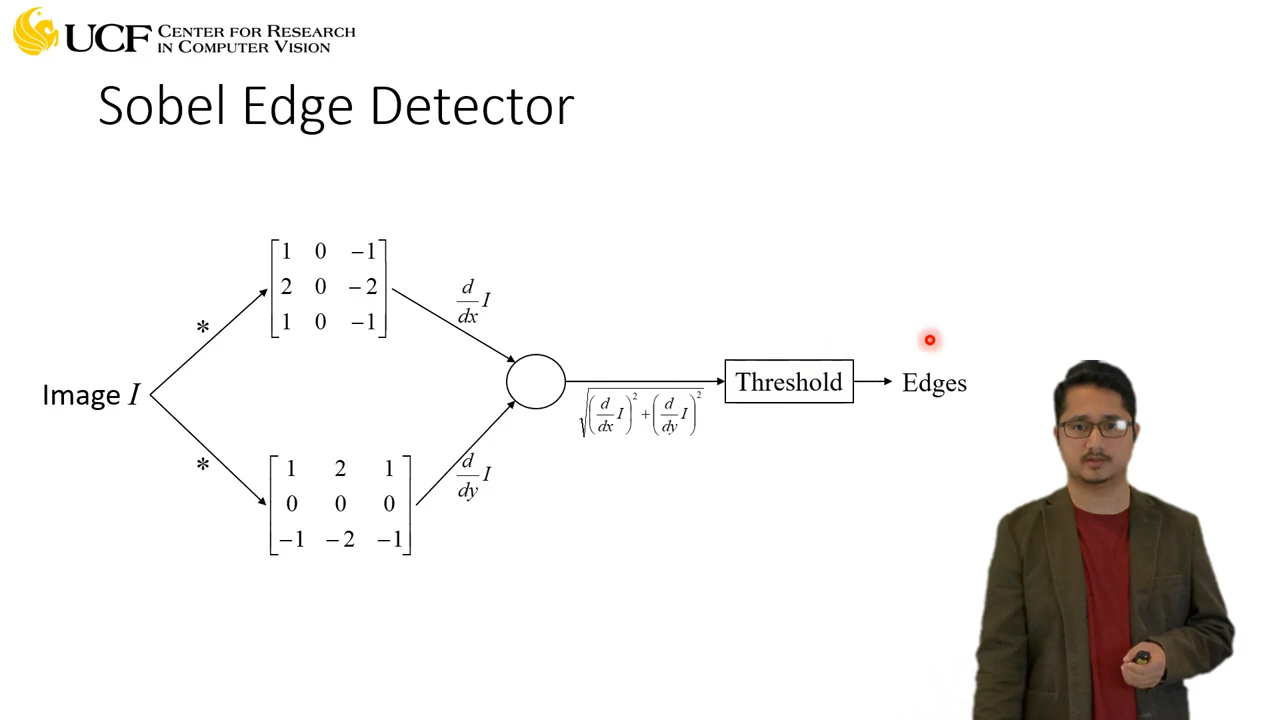 UCF CENTER FOR RESEARCH
IN COMPUTER VISION
Sobel Edge Detector
1 0 −1
2 0 −2
1 0 −1
d/dx I
*
Image I
Threshold
Edges
√((d/dx I)² + (d/dy I)²)
*
d/dy I
1 2 1
0 0 0
−1 −2 −1